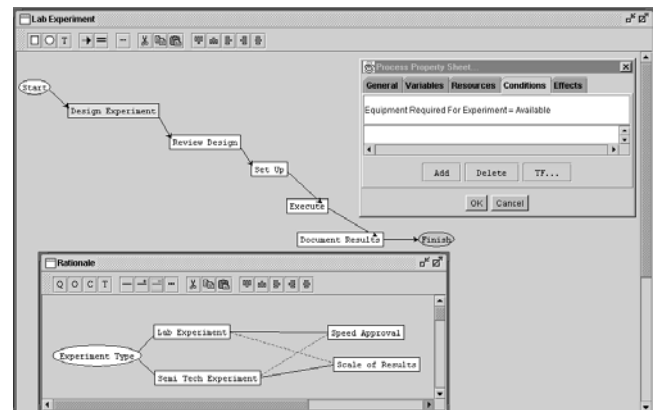 Lab Experiment
T
Process Property Sheet...
General Variables Resources Conditions Effects
Equipment Required For Experiment = Available
Add Delete TF...
OK Cancel
Start
Design Experiment
Review Design
Set Up
Execute
Document Results
Finish
Rationale
Q O C T
Experiment Type
Lab Experiment
Speed Approval
Scale of Results
Semi Tech Experiment